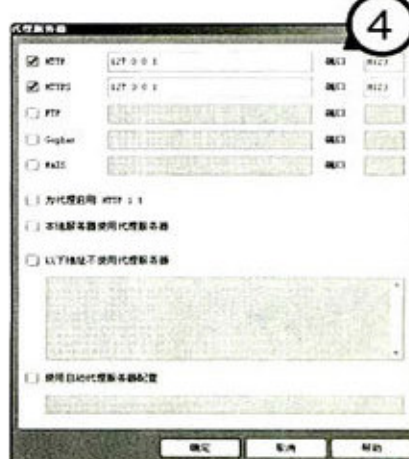 ④
代理服务器
HTTP 127.0.0.1 端口 8123
HTTPS 127.0.0.1 端口 8123
FTP 端口
Gopher 端口
WAIS 端口
为代理启用 HTTP 1.1
本地服务器使用代理服务器
以下地址不使用代理服务器
使用自动代理服务器配置
确定 取消 帮助